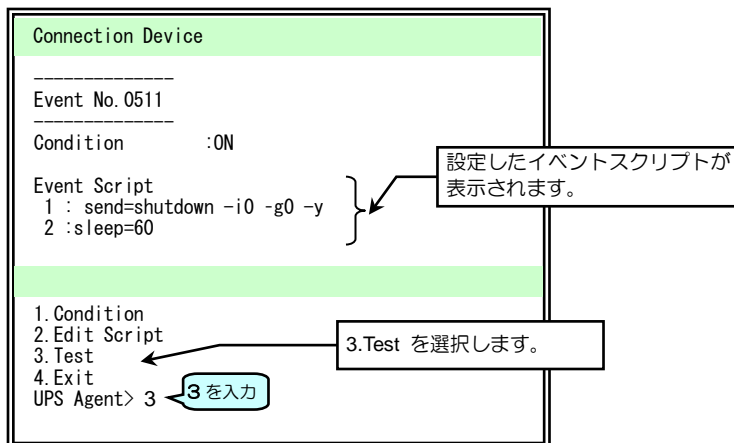 Connection Device
--------------
Event No.0511
--------------
Condition :ON
Event Script
1 : send=shutdown –i0 -g0 –y
2 :sleep=60
設定したイベントスクリプトが
表示されます。
1.Condition
2.Edit Script
3.Test
4.Exit
UPS Agent> 3
3.Test を選択します。
3 を入力